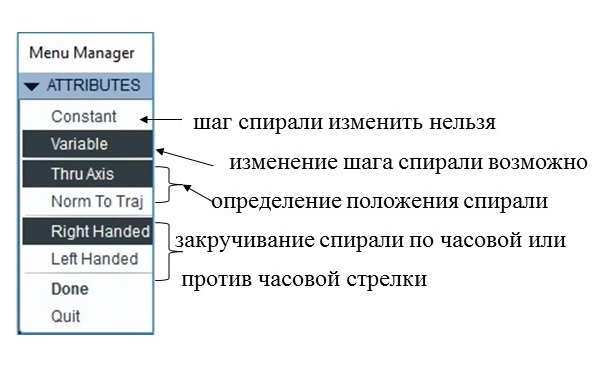 Menu Manager
ATTRIBUTES
Constant
шаг спирали изменить нельзя
Variable
изменение шага спирали возможно
Thru Axis
Norm To Traj
определение положения спирали
Right Handed
закручивание спирали по часовой или
Left Handed
против часовой стрелки
Done
Quit